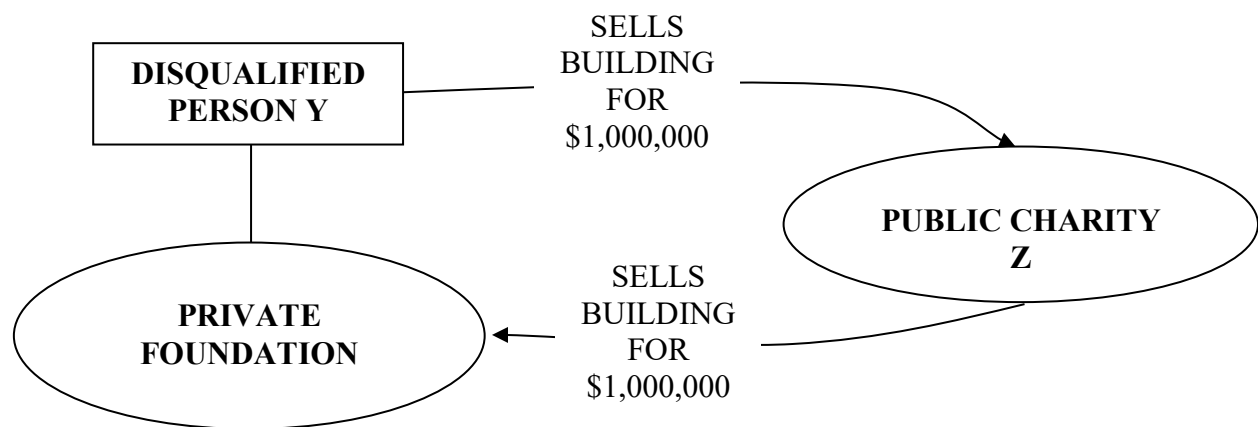 DISQUALIFIED
PERSON Y
SELLS
BUILDING
FOR
$1,000,000
PUBLIC CHARITY
Z
SELLS
BUILDING
FOR
$1,000,000
PRIVATE
FOUNDATION